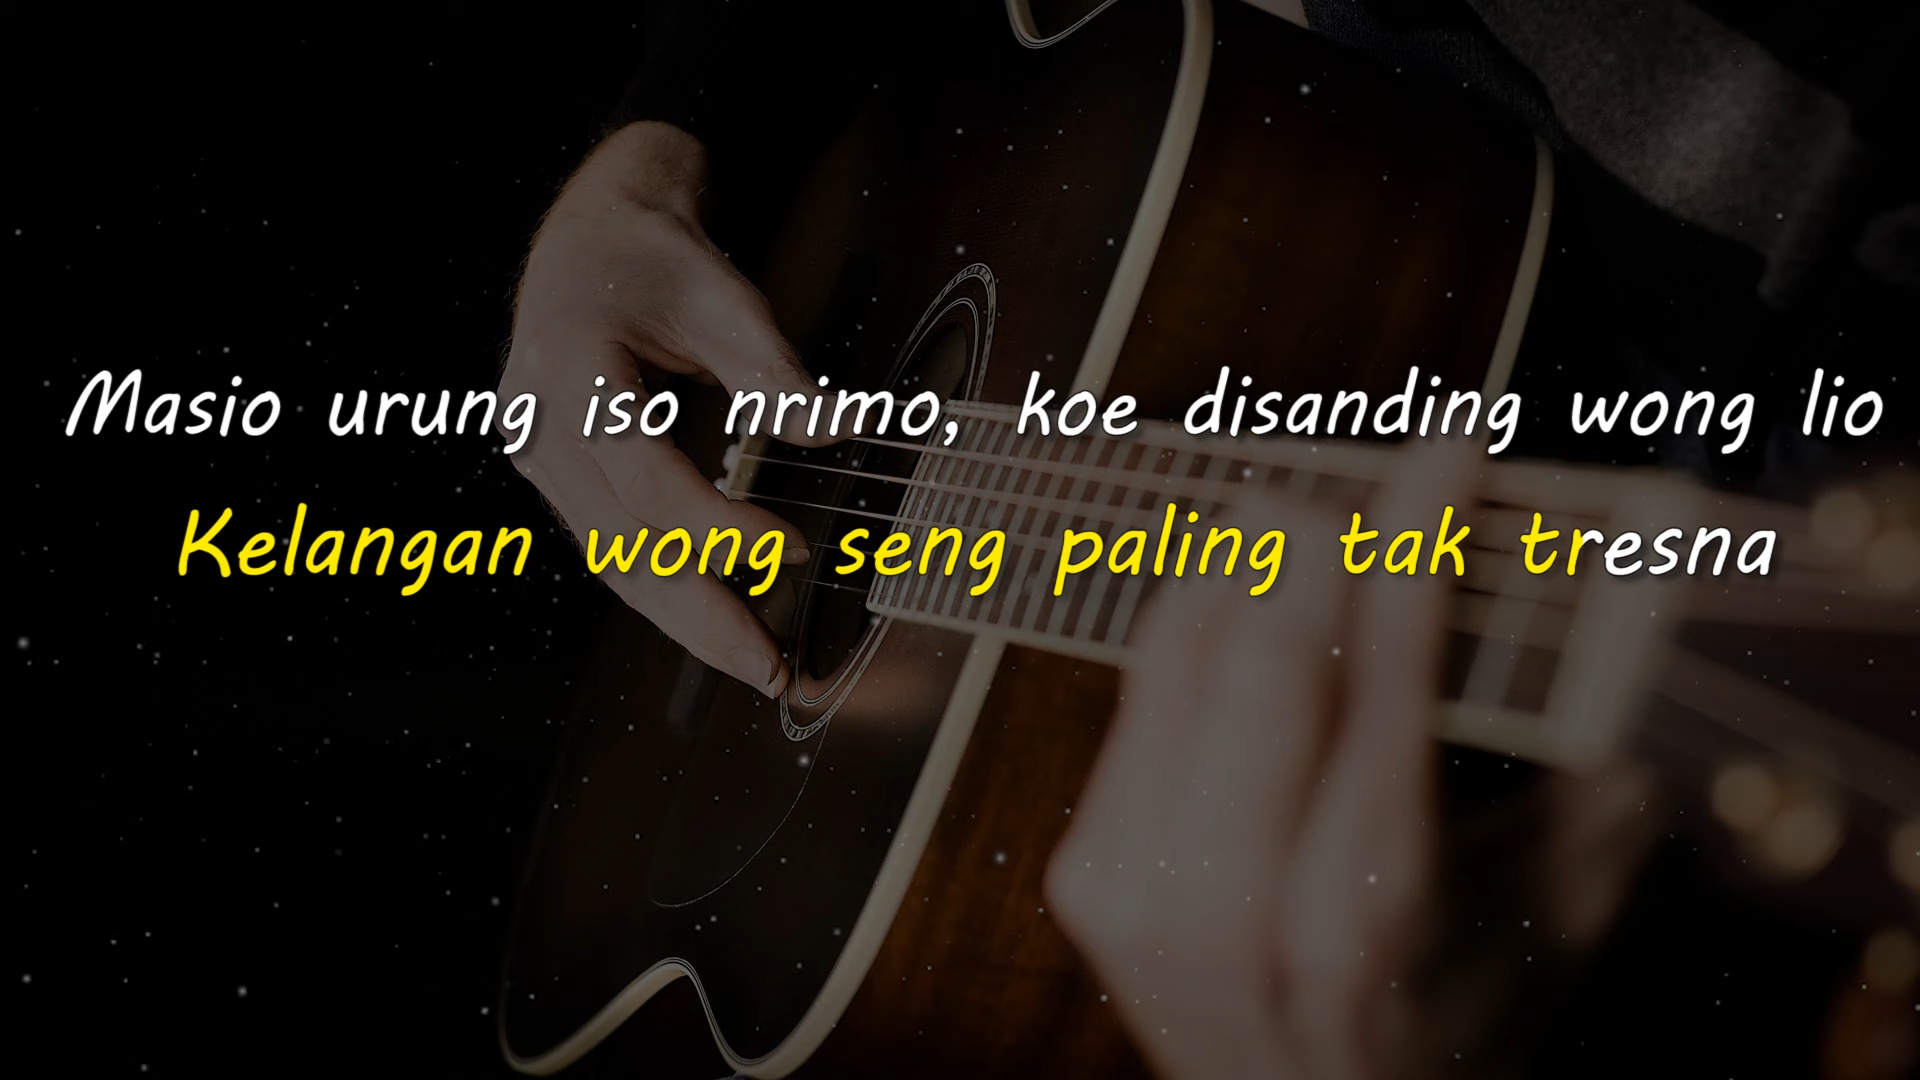 Masio urung iso nrimo, koe disanding wong lio
Kelangan wong seng paling tak tresna